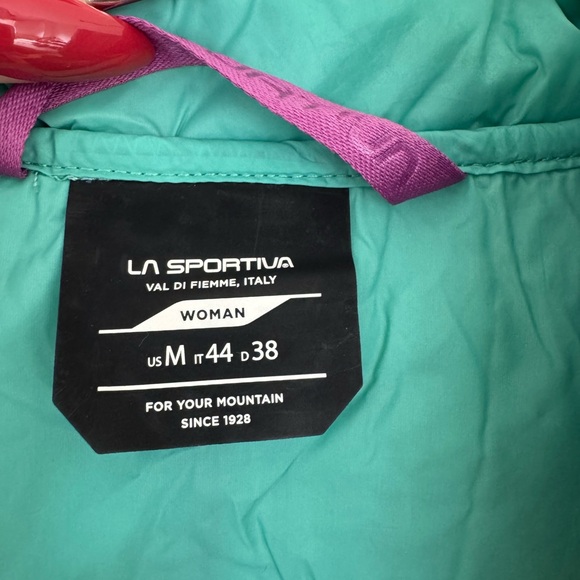 LA SPORTIVA
VAL DI FIEMME, ITALY
WOMAN
US M IT 44 D 38
FOR YOUR MOUNTAIN
SINCE 1928